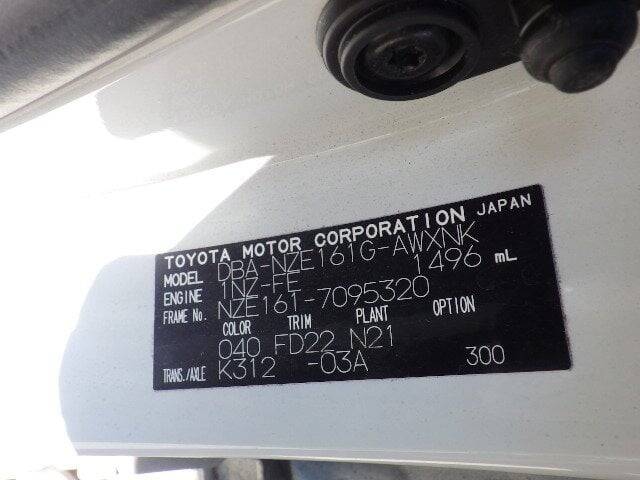 TOYOTA MOTOR CORPORATION JAPAN
MODEL DBA-NZE161G-AWXNK
ENGINE 1NZ-FE 1496 mL
FRAME No. NZE161-7095320
COLOR TRIM PLANT OPTION
040 FD22 N21
TRANS./AXLE K312 -03A 300